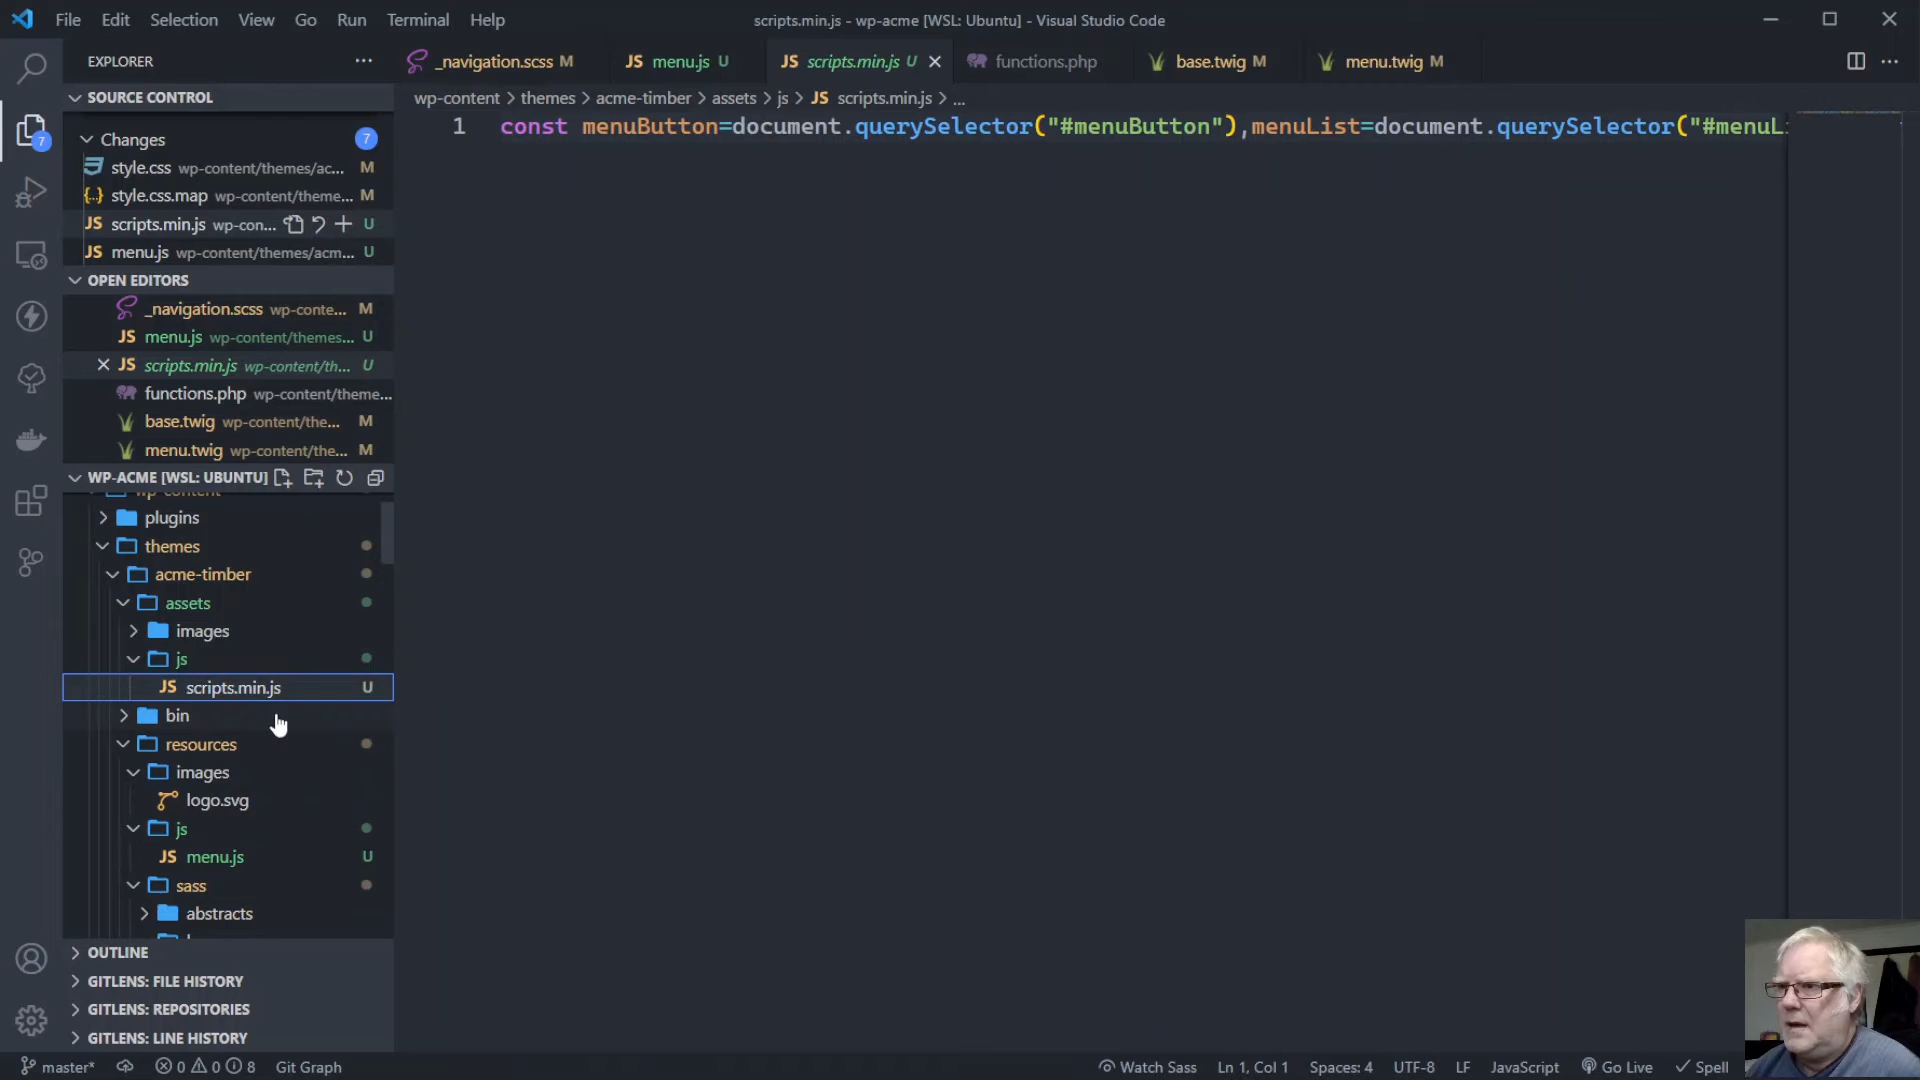 File Edit Selection View Go Run Terminal Help
scripts.min.js - wp-acme [WSL: Ubuntu] - Visual Studio Code
EXPLORER
_navigation.scss M
JS menu.js U
JS scripts.min.js U
functions.php
base.twig M
menu.twig M
SOURCE CONTROL
wp-content > themes > acme-timber > assets > js > JS scripts.min.js > ...
1 const menuButton=document.querySelector("#menuButton"),menuList=document.querySelector("#menuL
Changes 7
7
style.css wp-content/themes/ac... M
{..} style.css.map wp-content/theme... M
JS scripts.min.js wp-con... U
JS menu.js wp-content/themes/acm... U
OPEN EDITORS
_navigation.scss wp-conte... M
JS menu.js wp-content/themes... U
JS scripts.min.js wp-content/th... U
functions.php wp-content/theme...
base.twig wp-content/the... M
menu.twig wp-content/the... M
WP-ACME [WSL: UBUNTU]
wp-content
plugins
themes
acme-timber
assets
images
js
JS scripts.min.js U
bin
resources
images
logo.svg
js
JS menu.js U
sass
abstracts
OUTLINE
GITLENS: FILE HISTORY
GITLENS: REPOSITORIES
GITLENS: LINE HISTORY
master* 0 0 8 Git Graph
Watch Sass Ln 1, Col 1 Spaces: 4 UTF-8 LF JavaScript Go Live Spell